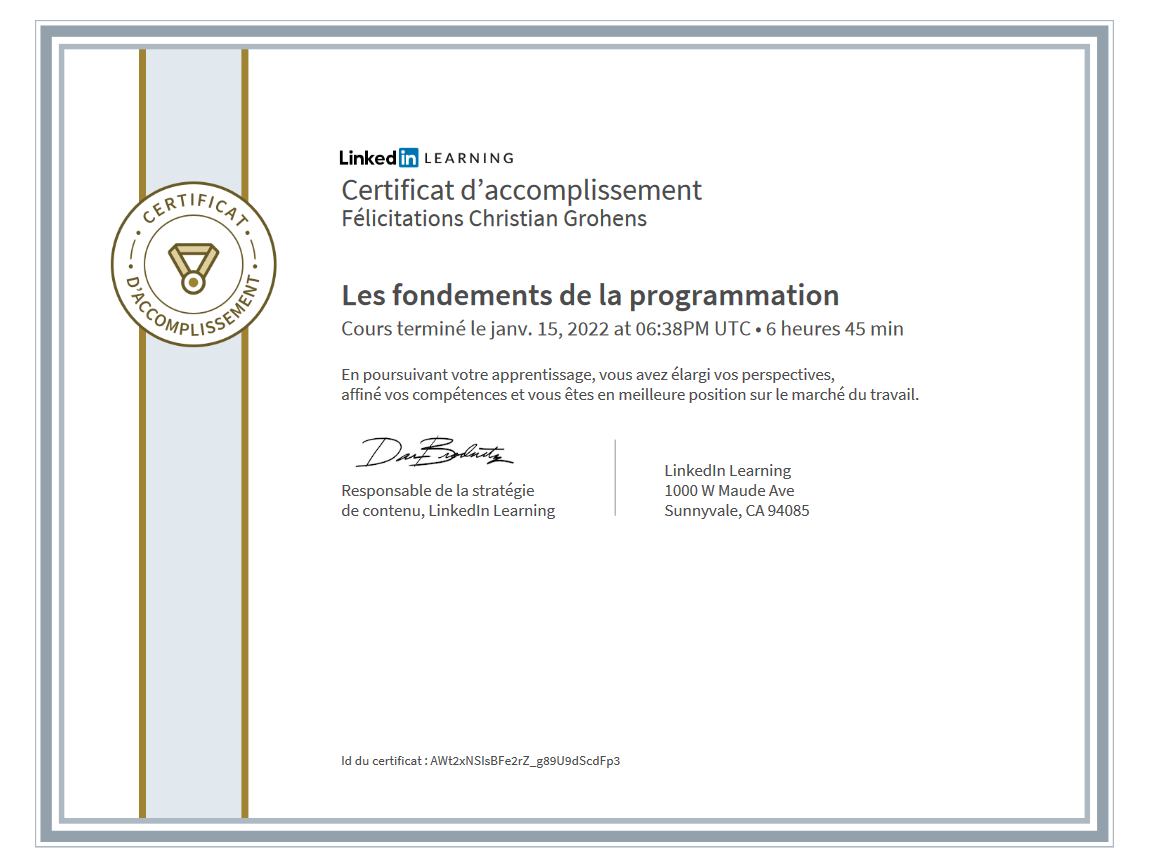 CERTIFICAT
D'ACCOMPLISSEMENT
Linked in LEARNING
Certificat d’accomplissement
Félicitations Christian Grohens
Les fondements de la programmation
Cours terminé le janv. 15, 2022 at 06:38PM UTC • 6 heures 45 min
En poursuivant votre apprentissage, vous avez élargi vos perspectives,
affiné vos compétences et vous êtes en meilleure position sur le marché du travail.
Responsable de la stratégie
de contenu, LinkedIn Learning
LinkedIn Learning
1000 W Maude Ave
Sunnyvale, CA 94085
Id du certificat : AWt2xNSIsBFe2rZ_g89U9dScdFp3